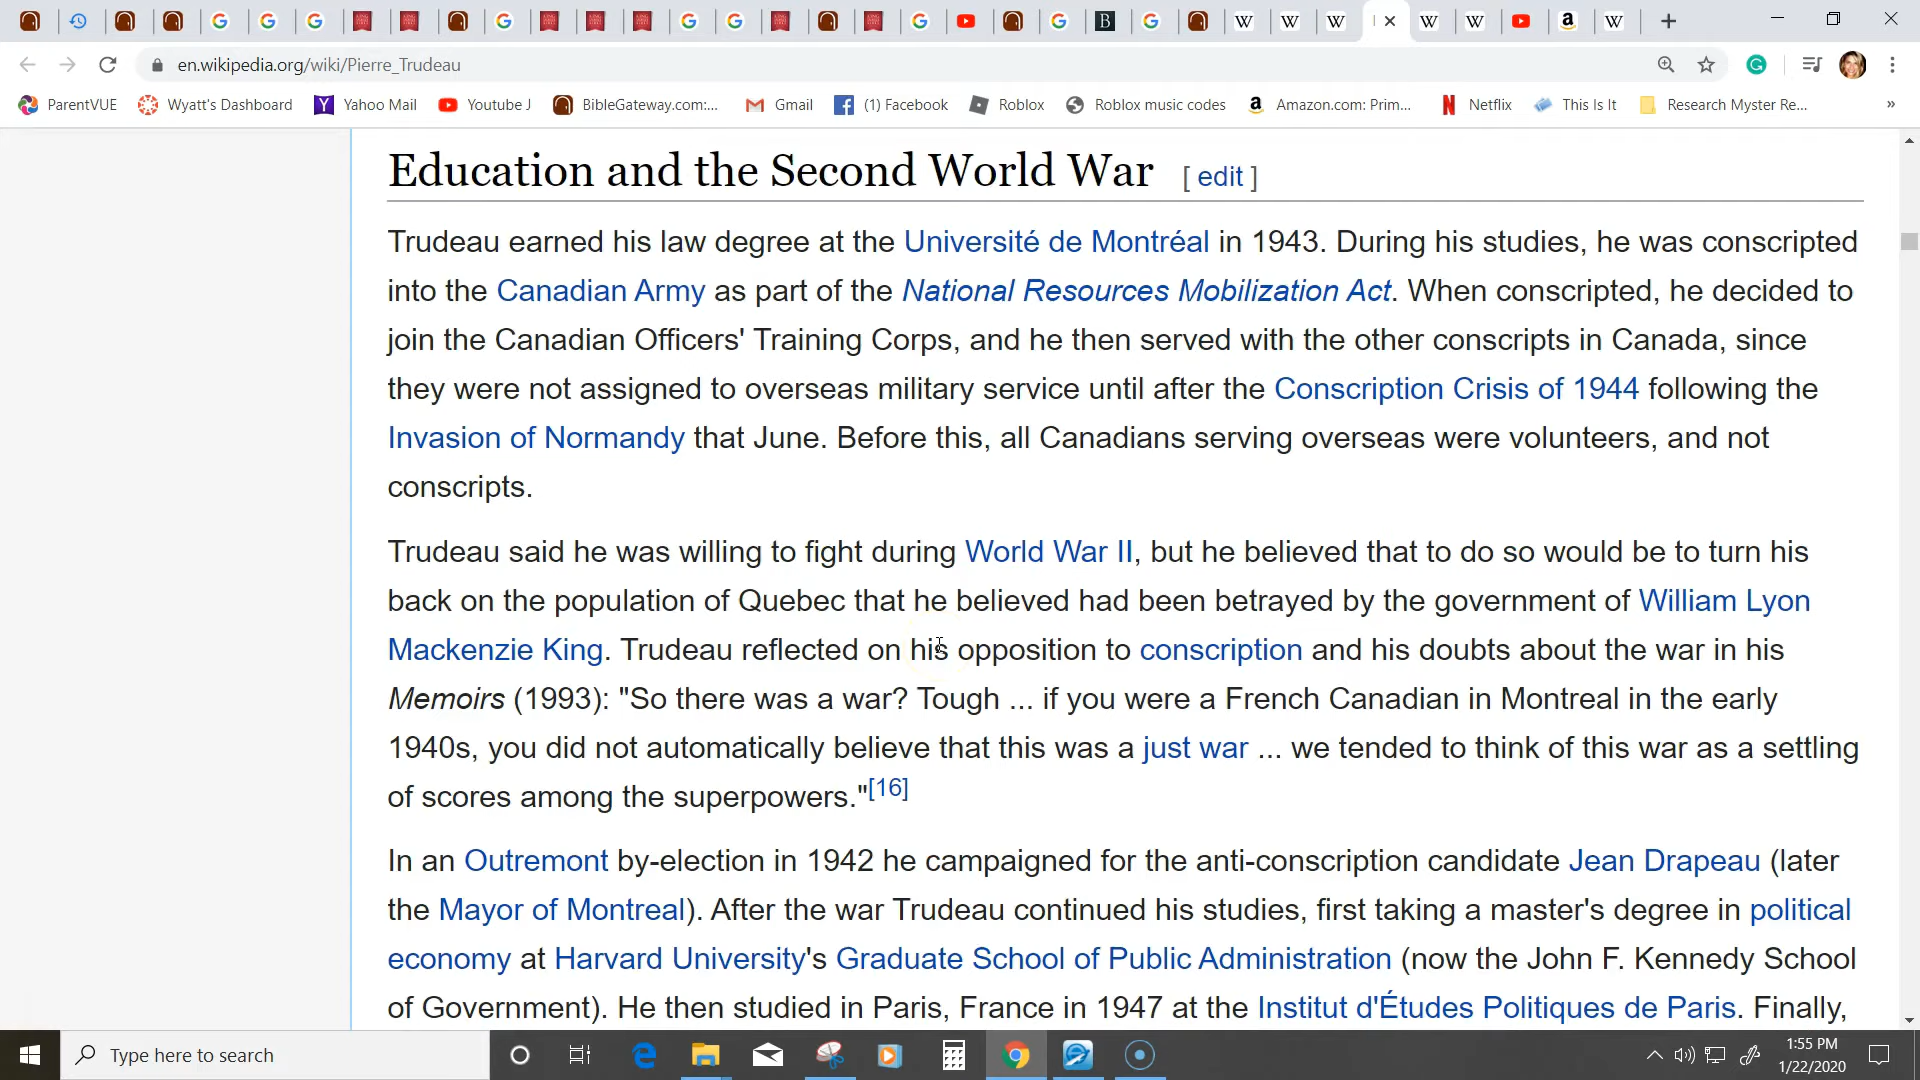 en.wikipedia.org/wiki/Pierre_Trudeau
ParentVUE Wyatt's Dashboard Yahoo Mail Youtube J BibleGateway.com:... Gmail (1) Facebook Roblox Roblox music codes Amazon.com: Prim... Netflix This Is It Research Myster Re... »
Education and the Second World War [ edit ]
Trudeau earned his law degree at the Université de Montréal in 1943. During his studies, he was conscripted
into the Canadian Army as part of the National Resources Mobilization Act. When conscripted, he decided to
join the Canadian Officers' Training Corps, and he then served with the other conscripts in Canada, since
they were not assigned to overseas military service until after the Conscription Crisis of 1944 following the
Invasion of Normandy that June. Before this, all Canadians serving overseas were volunteers, and not
conscripts.
Trudeau said he was willing to fight during World War II, but he believed that to do so would be to turn his
back on the population of Quebec that he believed had been betrayed by the government of William Lyon
Mackenzie King. Trudeau reflected on his opposition to conscription and his doubts about the war in his
Memoirs (1993): "So there was a war? Tough ... if you were a French Canadian in Montreal in the early
1940s, you did not automatically believe that this was a just war ... we tended to think of this war as a settling
of scores among the superpowers."[16]
In an Outremont by-election in 1942 he campaigned for the anti-conscription candidate Jean Drapeau (later
the Mayor of Montreal). After the war Trudeau continued his studies, first taking a master's degree in political
economy at Harvard University's Graduate School of Public Administration (now the John F. Kennedy School
of Government). He then studied in Paris, France in 1947 at the Institut d'Études Politiques de Paris. Finally,
Type here to search
1:55 PM
1/22/2020